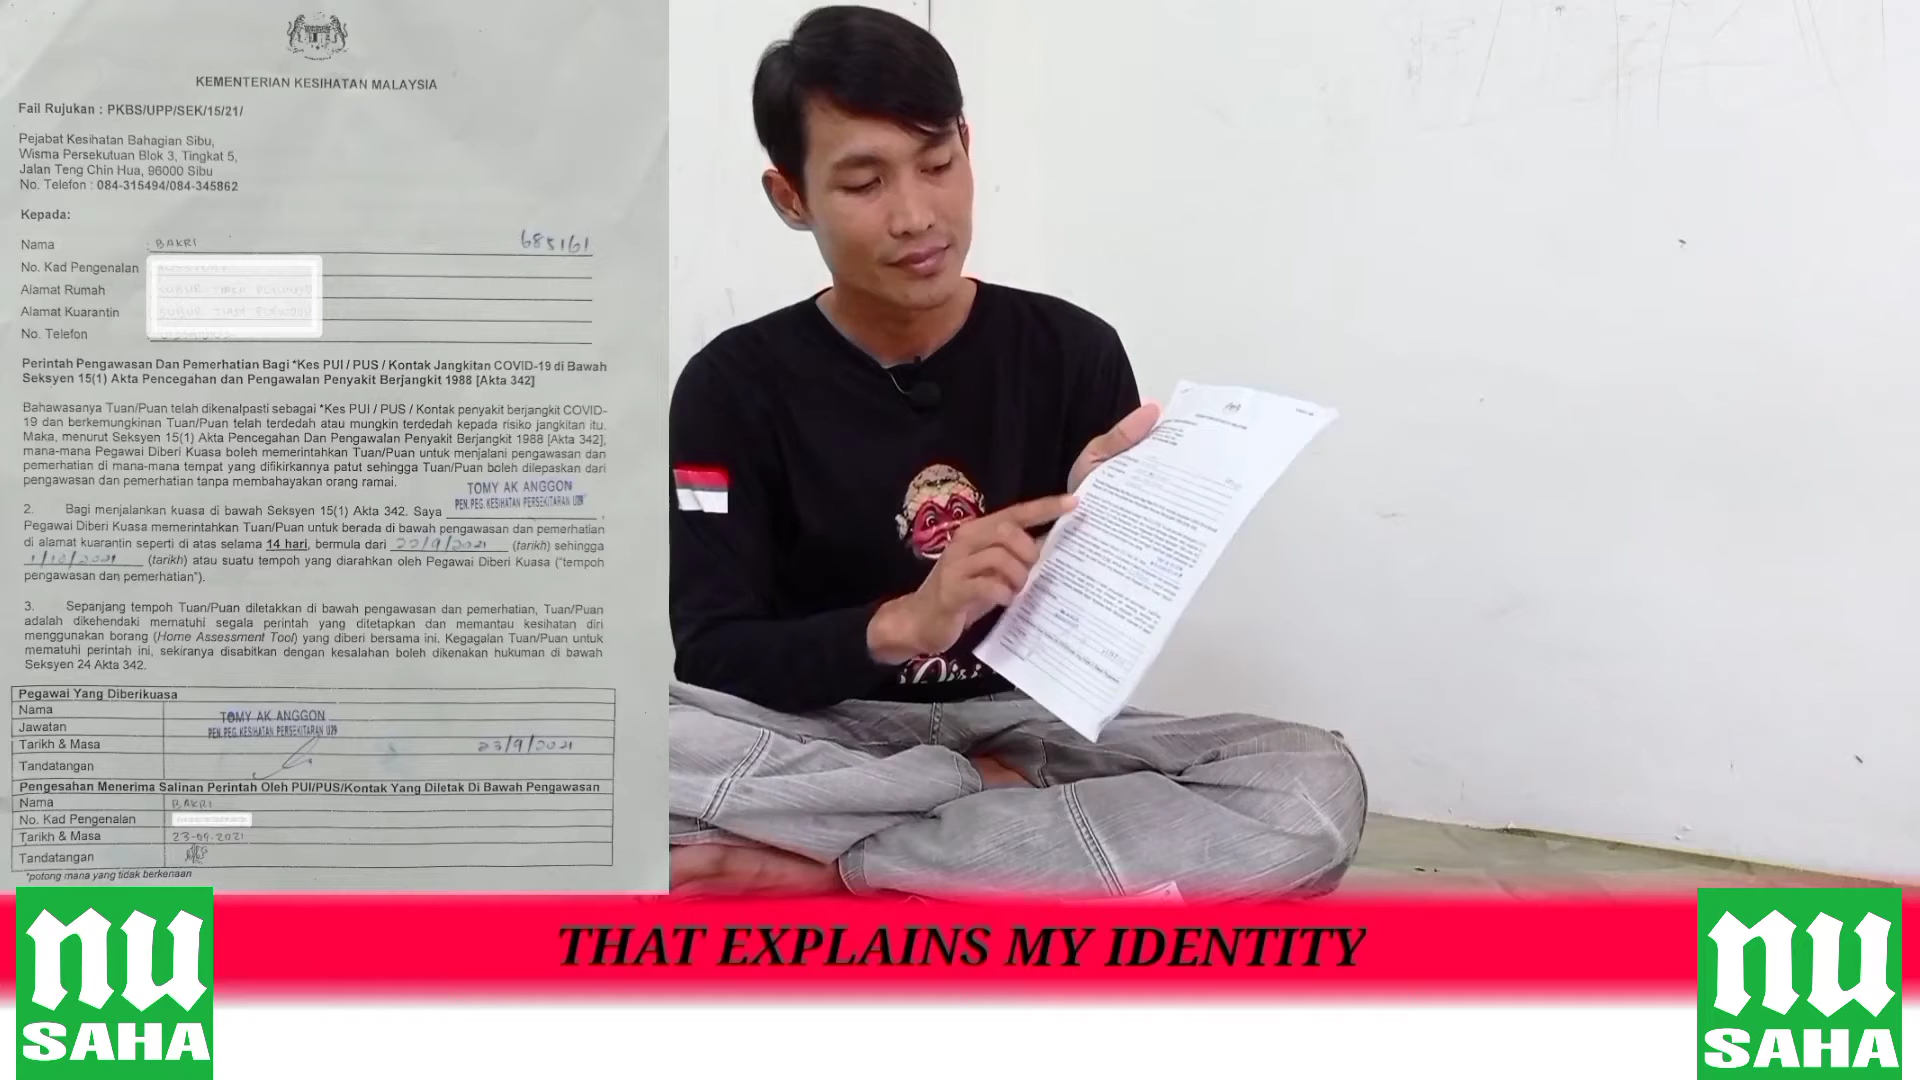 KEMENTERIAN KESIHATAN MALAYSIA
Fail Rujukan : PKBS/UPP/SEK/15/21/
Pejabat Kesihatan Bahagian Sibu,
Wisma Persekutuan Blok 3, Tingkat 5,
Jalan Teng Chin Hua, 96000 Sibu
No. Telefon : 084-315494/084-345862
Kepada:
Nama : BAKRI 685161
No. Kad Pengenalan
Alamat Rumah
Alamat Kuarantin
No. Telefon
Perintah Pengawasan Dan Pemerhatian Bagi *Kes PUI / PUS / Kontak Jangkitan COVID-19 di Bawah
Seksyen 15(1) Akta Pencegahan dan Pengawalan Penyakit Berjangkit 1988 [Akta 342]
Bahawasanya Tuan/Puan telah dikenalpasti sebagai *Kes PUI / PUS / Kontak penyakit berjangkit COVID-
19 dan berkemungkinan Tuan/Puan telah terdedah atau mungkin terdedah kepada risiko jangkitan itu.
Maka, menurut Seksyen 15(1) Akta Pencegahan Dan Pengawalan Penyakit Berjangkit 1988 [Akta 342],
mana-mana Pegawai Diberi Kuasa boleh memerintahkan Tuan/Puan untuk menjalani pengawasan dan
pemerhatian di mana-mana tempat yang difikirkannya patut sehingga Tuan/Puan boleh dilepaskan dari
pengawasan dan pemerhatian tanpa membahayakan orang ramai.
TOMY AK ANGGON
PEN.PEG.KESIHATAN PERSEKITARAN U29
2. Bagi menjalankan kuasa di bawah Seksyen 15(1) Akta 342. Saya ,
Pegawai Diberi Kuasa memerintahkan Tuan/Puan untuk berada di bawah pengawasan dan pemerhatian
di alamat kuarantin seperti di atas selama 14 hari, bermula dari 22/9/2021 (tarikh) sehingga
1/10/2021 (tarikh) atau suatu tempoh yang diarahkan oleh Pegawai Diberi Kuasa ("tempoh
pengawasan dan pemerhatian").
3. Sepanjang tempoh Tuan/Puan diletakkan di bawah pengawasan dan pemerhatian, Tuan/Puan
adalah dikehendaki mematuhi segala perintah yang ditetapkan dan memantau kesihatan diri
menggunakan borang (Home Assessment Tool) yang diberi bersama ini. Kegagalan Tuan/Puan untuk
mematuhi perintah ini, sekiranya disabitkan dengan kesalahan boleh dikenakan hukuman di bawah
Seksyen 24 Akta 342.
Pegawai Yang Diberikuasa
Nama TOMY AK ANGGON
Jawatan PEN.PEG.KESIHATAN PERSEKITARAN U29
Tarikh & Masa 23/9/2021
Tandatangan
Pengesahan Menerima Salinan Perintah Oleh PUI/PUS/Kontak Yang Diletak Di Bawah Pengawasan
Nama BAKRI
No. Kad Pengenalan
Tarikh & Masa 23-09-2021
Tandatangan
*potong mana yang tidak berkenaan
THAT EXPLAINS MY IDENTITY
nu
SAHA
nu
SAHA